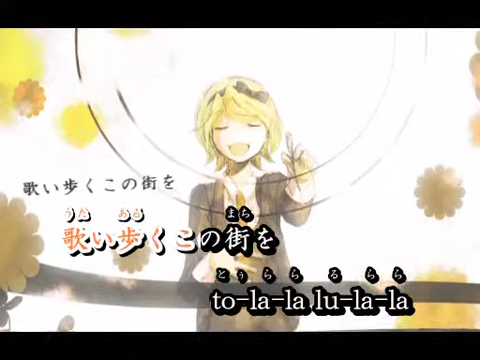 歌い歩くこの街を
うた ある まち
歌い歩くこの街を
とぅ ら ら る ら ら
to-la-la lu-la-la